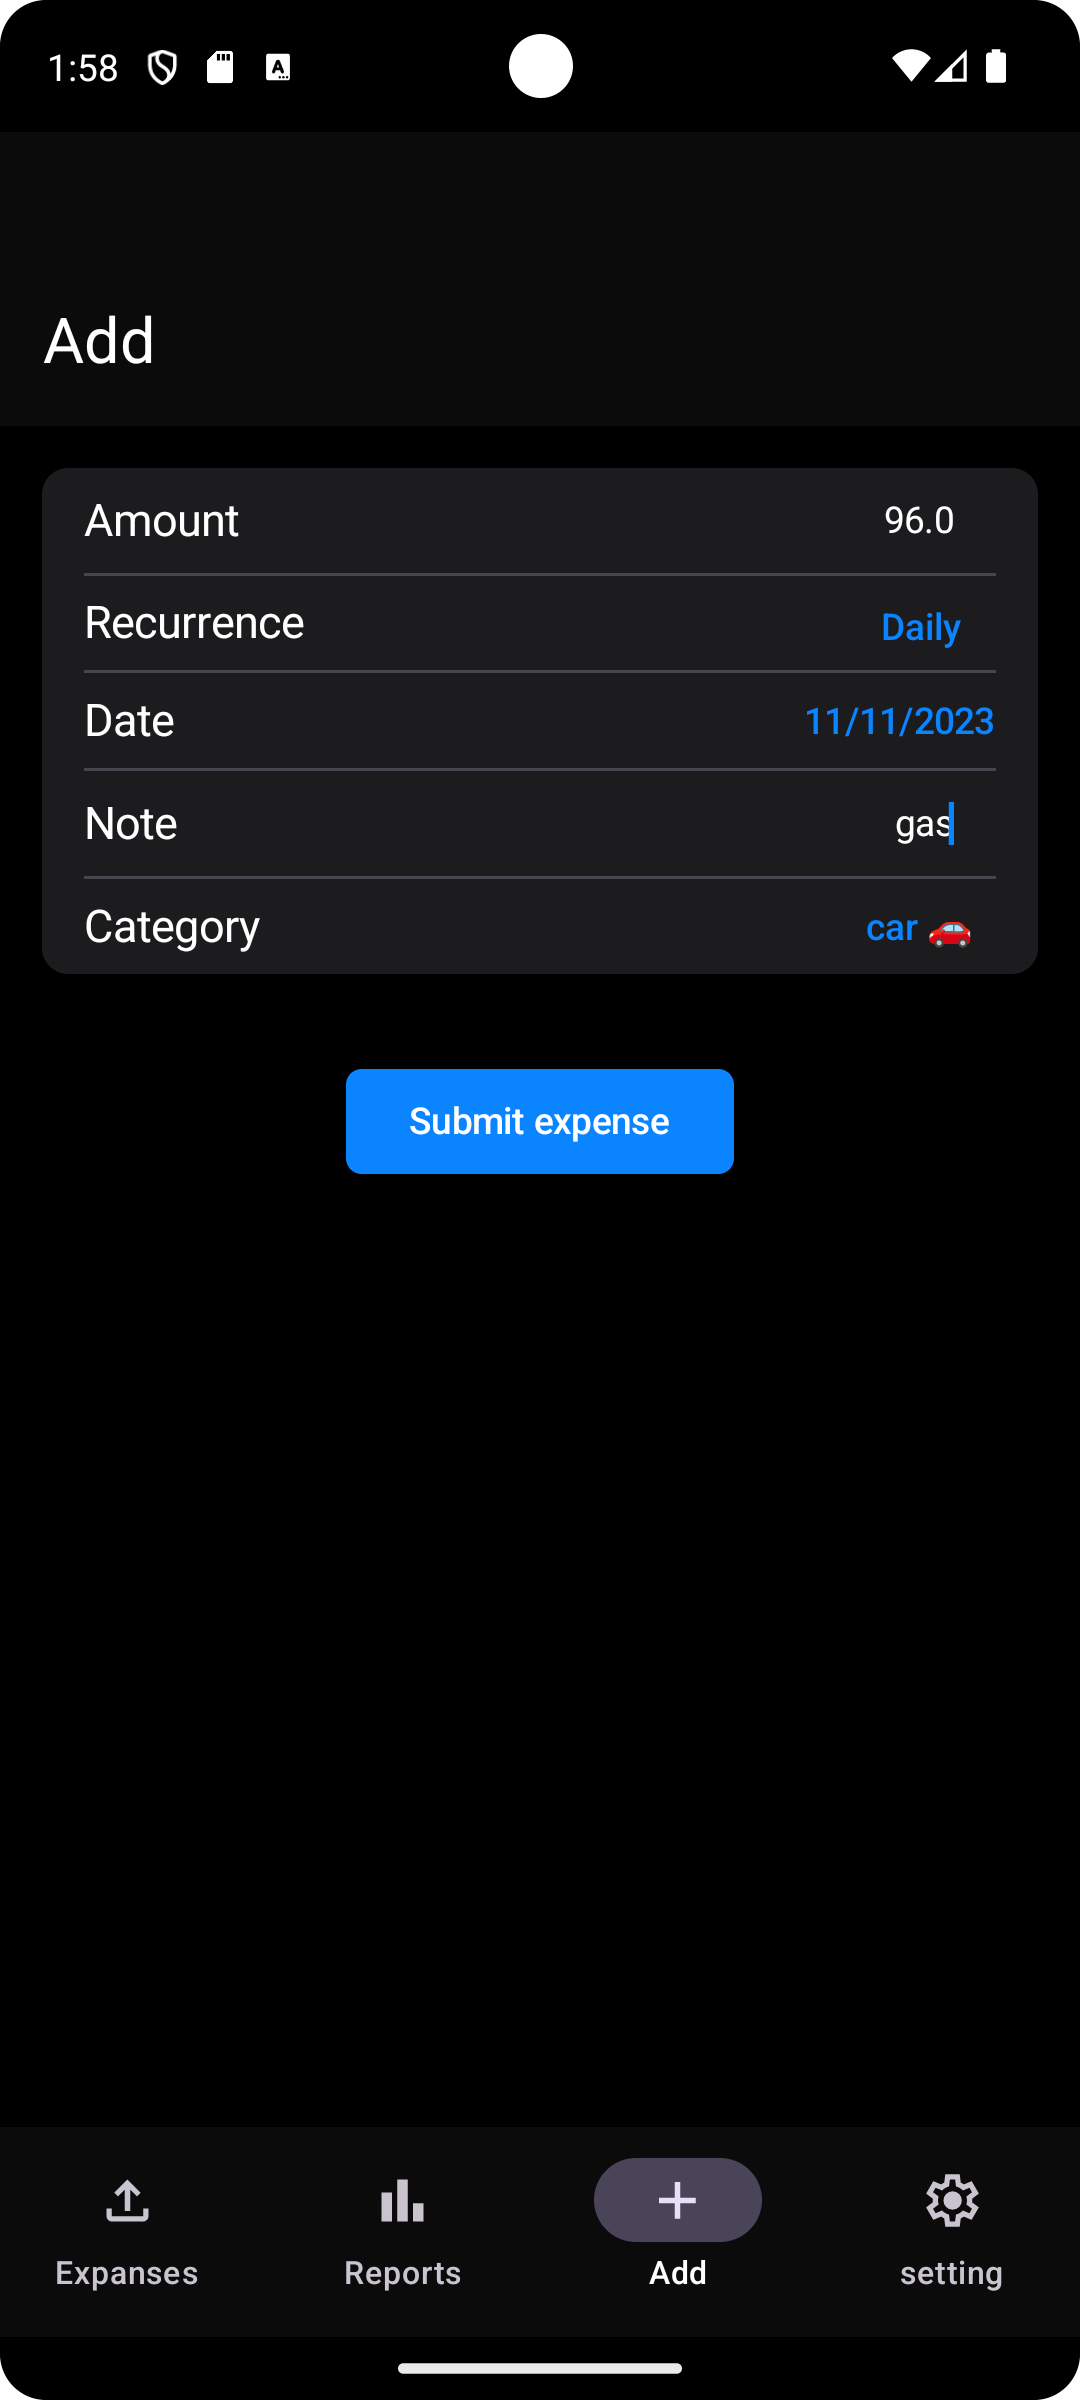 1:58
Add
Amount 96.0
Recurrence Daily
Date 11/11/2023
Note gas
Category car 🚗
Submit expense
Expanses Reports Add setting